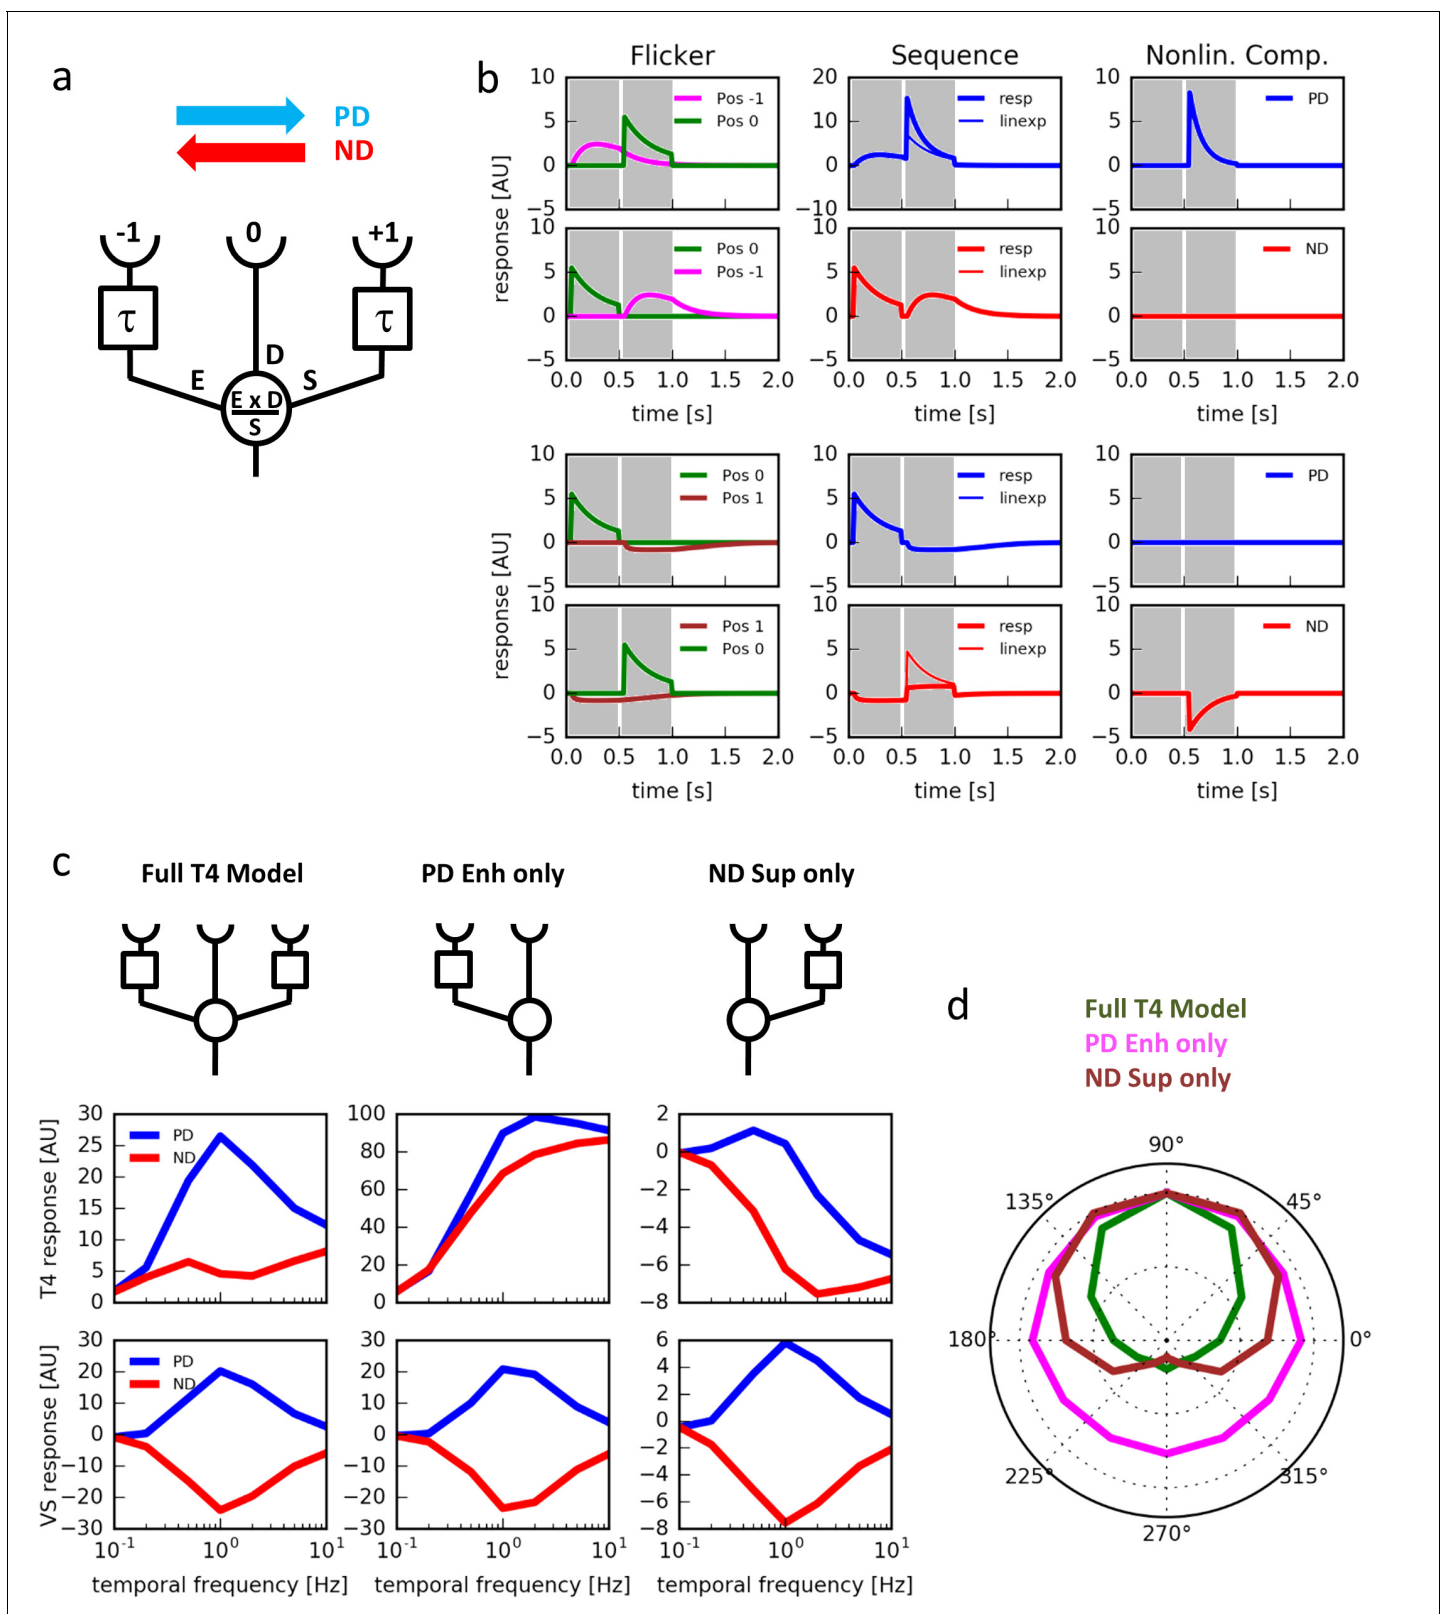 a
PD
ND
-1 0 +1
τ τ
D
E S
E x D
S
b
Flicker Sequence Nonlin. Comp.
response [AU]
10 5 0 −5
Pos -1
Pos 0
20 10 0 −10
resp
linexp
10 5 0 −5
PD
10 5 0 −5
Pos 0
Pos -1
10 5 0 −5
resp
linexp
10 5 0 −5
ND
0.0 0.5 1.0 1.5 2.0 0.0 0.5 1.0 1.5 2.0 0.0 0.5 1.0 1.5 2.0
time [s] time [s] time [s]
response [AU]
10 5 0 −5
Pos 0
Pos 1
10 5 0 −5
resp
linexp
10 5 0 −5
PD
10 5 0 −5
Pos 1
Pos 0
10 5 0 −5
resp
linexp
10 5 0 −5
ND
0.0 0.5 1.0 1.5 2.0 0.0 0.5 1.0 1.5 2.0 0.0 0.5 1.0 1.5 2.0
time [s] time [s] time [s]
c
Full T4 Model PD Enh only ND Sup only
T4 response [AU]
30 25 20 15 10 5 0
PD
ND
100 80 60 40 20 0
2 0 −2 −4 −6 −8
VS response [AU]
30 20 10 0 −10 −20 −30
PD
ND
30 20 10 0 −10 −20 −30
6 4 2 0 −2 −4 −6 −8
10⁻¹ 10⁰ 10¹ 10⁻¹ 10⁰ 10¹ 10⁻¹ 10⁰ 10¹
temporal frequency [Hz] temporal frequency [Hz] temporal frequency [Hz]
d
Full T4 Model
PD Enh only
ND Sup only
90°
135° 45°
180° 0°
225° 315°
270°